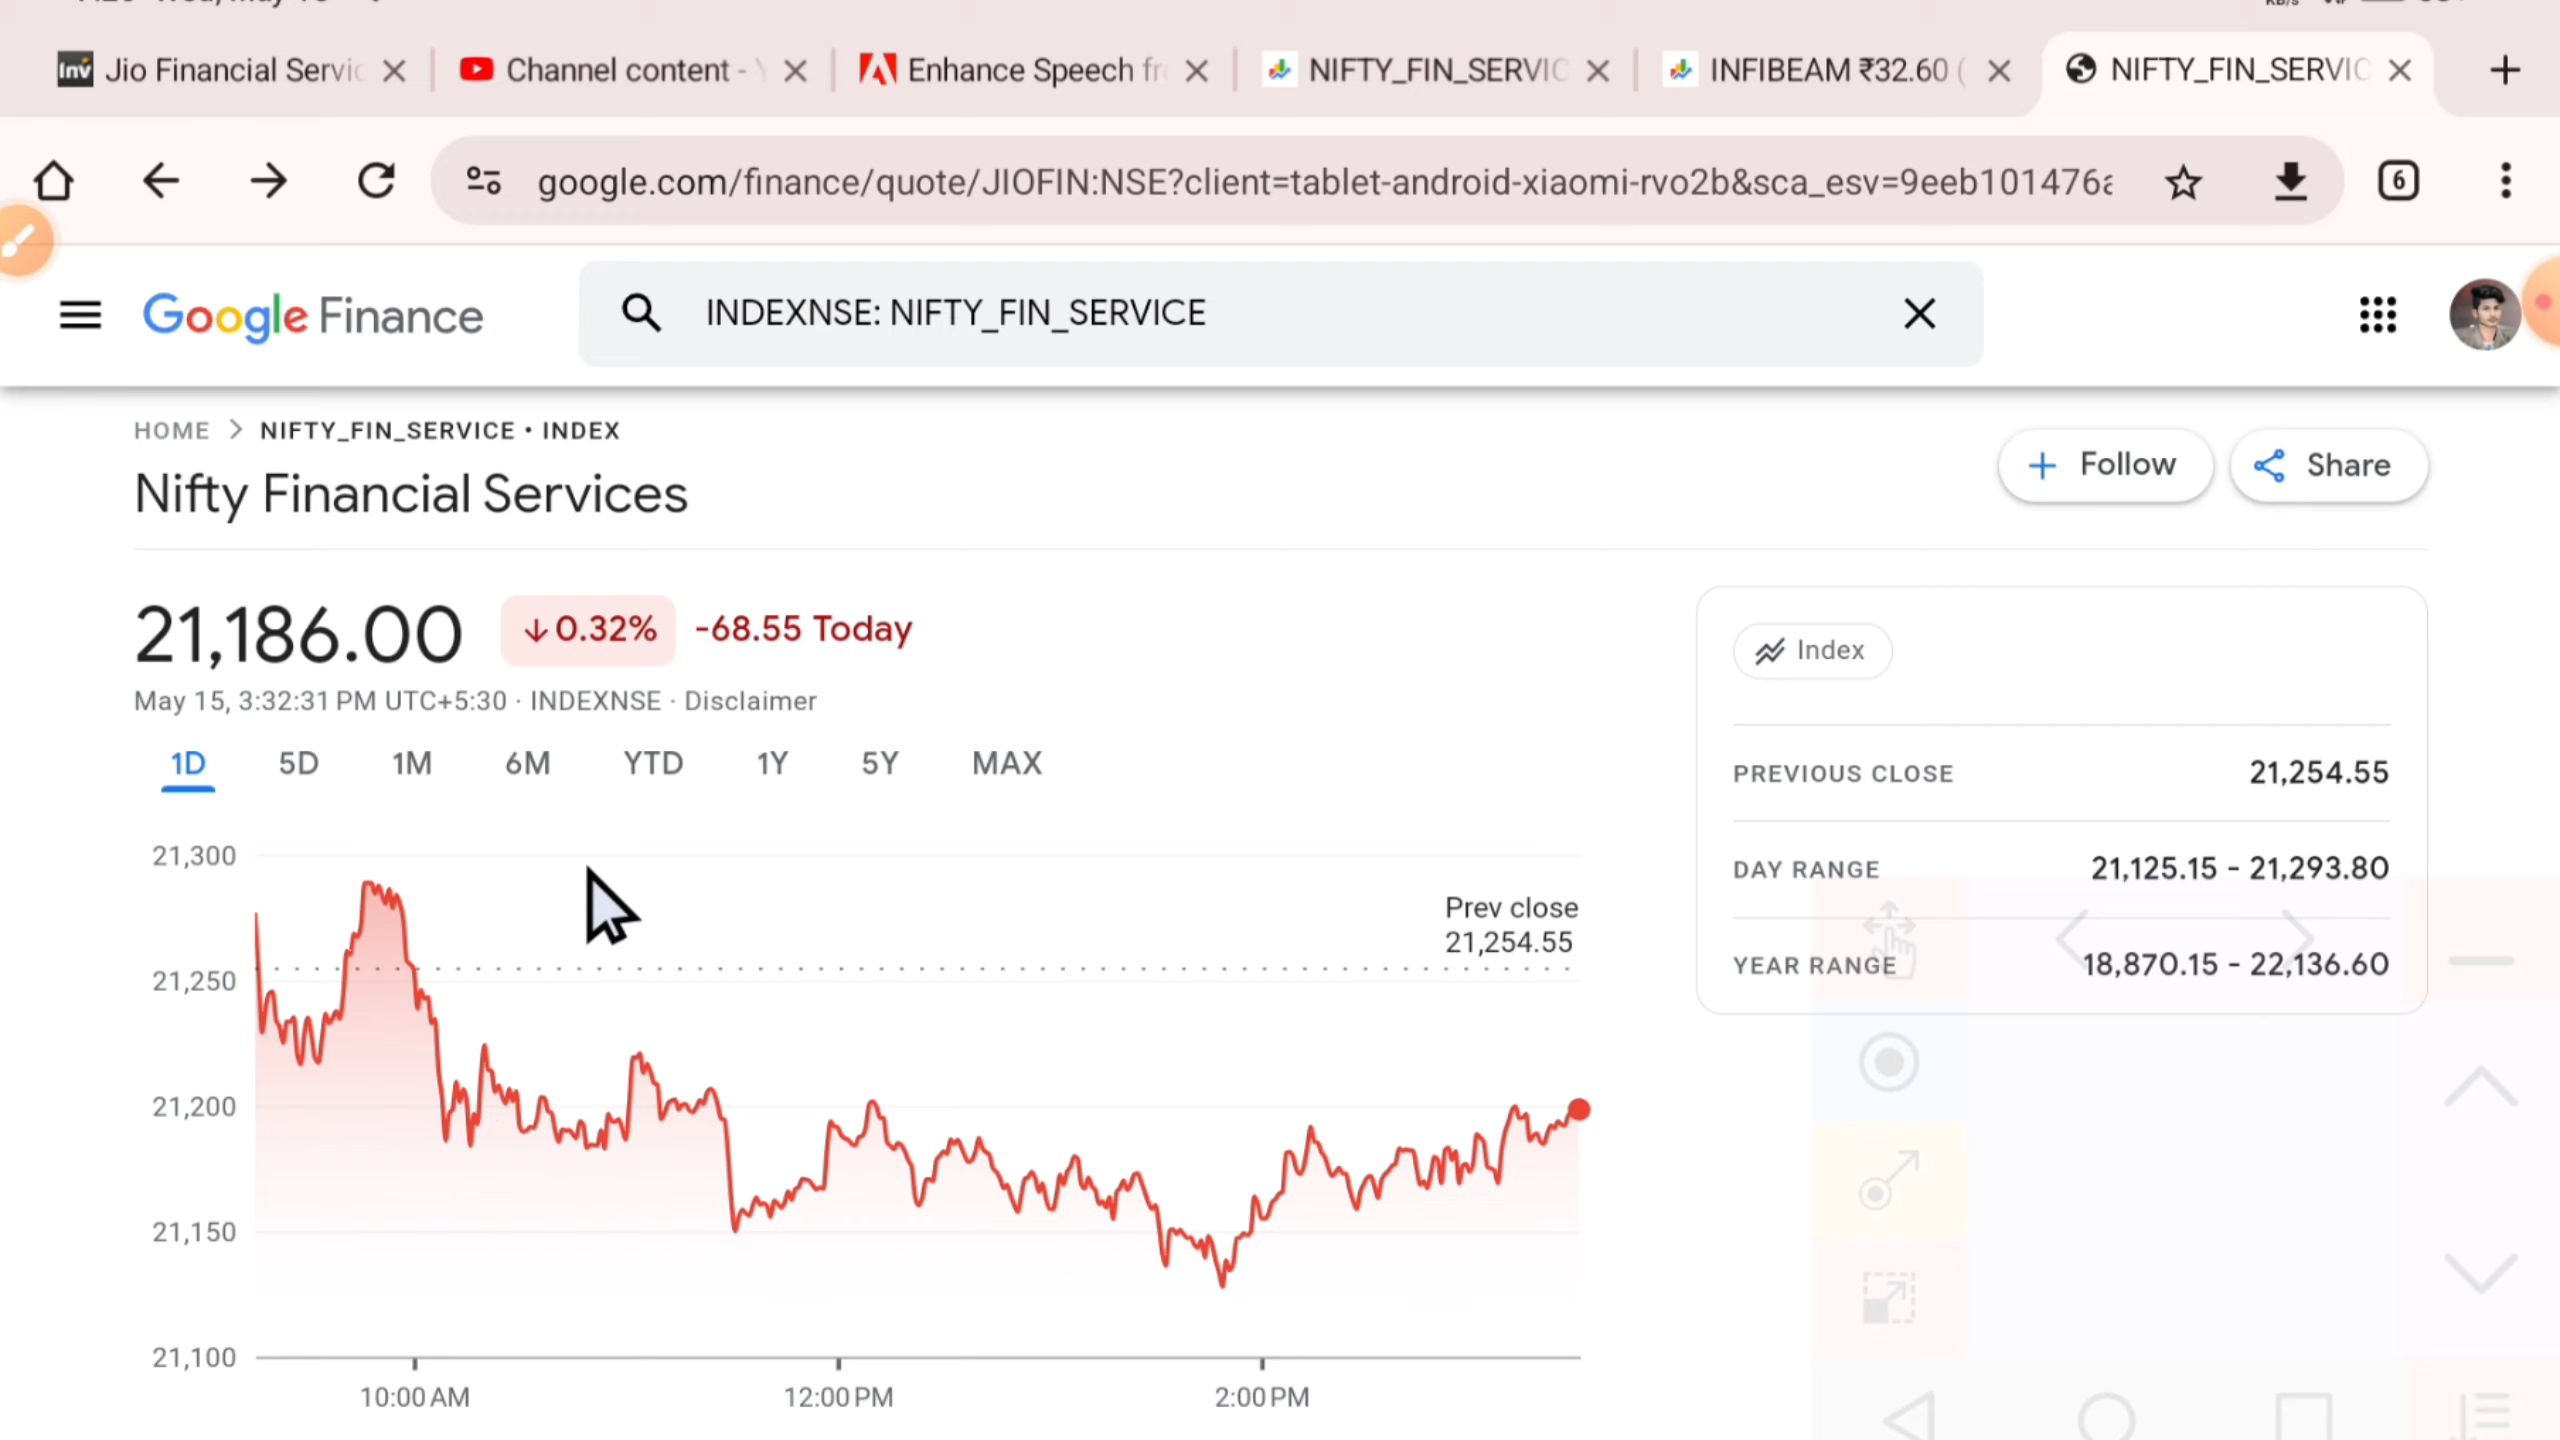 Jio Financial Servic
Channel content -
Enhance Speech fr
NIFTY_FIN_SERVIC
INFIBEAM ₹32.60 (
NIFTY_FIN_SERVIC
google.com/finance/quote/JIOFIN:NSE?client=tablet-android-xiaomi-rvo2b&sca_esv=9eeb101476a
6
Google Finance
INDEXNSE: NIFTY_FIN_SERVICE
HOME > NIFTY_FIN_SERVICE • INDEX
Nifty Financial Services
Follow
Share
21,186.00 ↓0.32% -68.55 Today
May 15, 3:32:31 PM UTC+5:30 · INDEXNSE · Disclaimer
1D 5D 1M 6M YTD 1Y 5Y MAX
Index
PREVIOUS CLOSE 21,254.55
DAY RANGE 21,125.15 - 21,293.80
YEAR RANGE 18,870.15 - 22,136.60
21,300
Prev close
21,254.55
21,250
21,200
21,150
21,100
10:00 AM 12:00 PM 2:00 PM